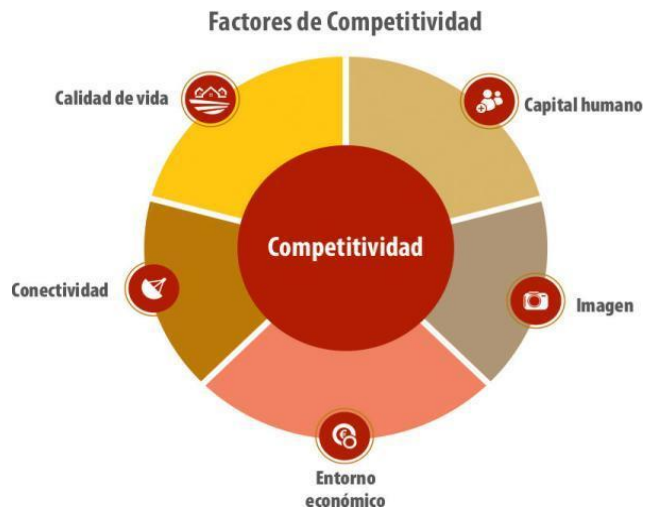 Factores de Competitividad
Calidad de vida
Capital humano
Competitividad
Conectividad
Imagen
Entorno
económico